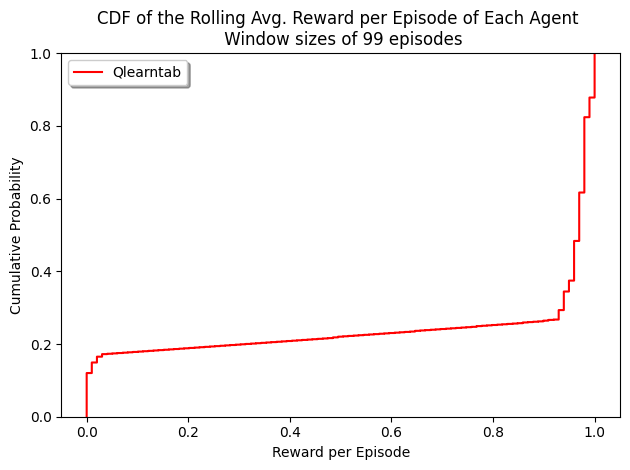 CDF of the Rolling Avg. Reward per Episode of Each Agent
Window sizes of 99 episodes
Qlearntab
1.0
0.8
0.6
0.4
0.2
0.0
Cumulative Probability
0.0 0.2 0.4 0.6 0.8 1.0
Reward per Episode